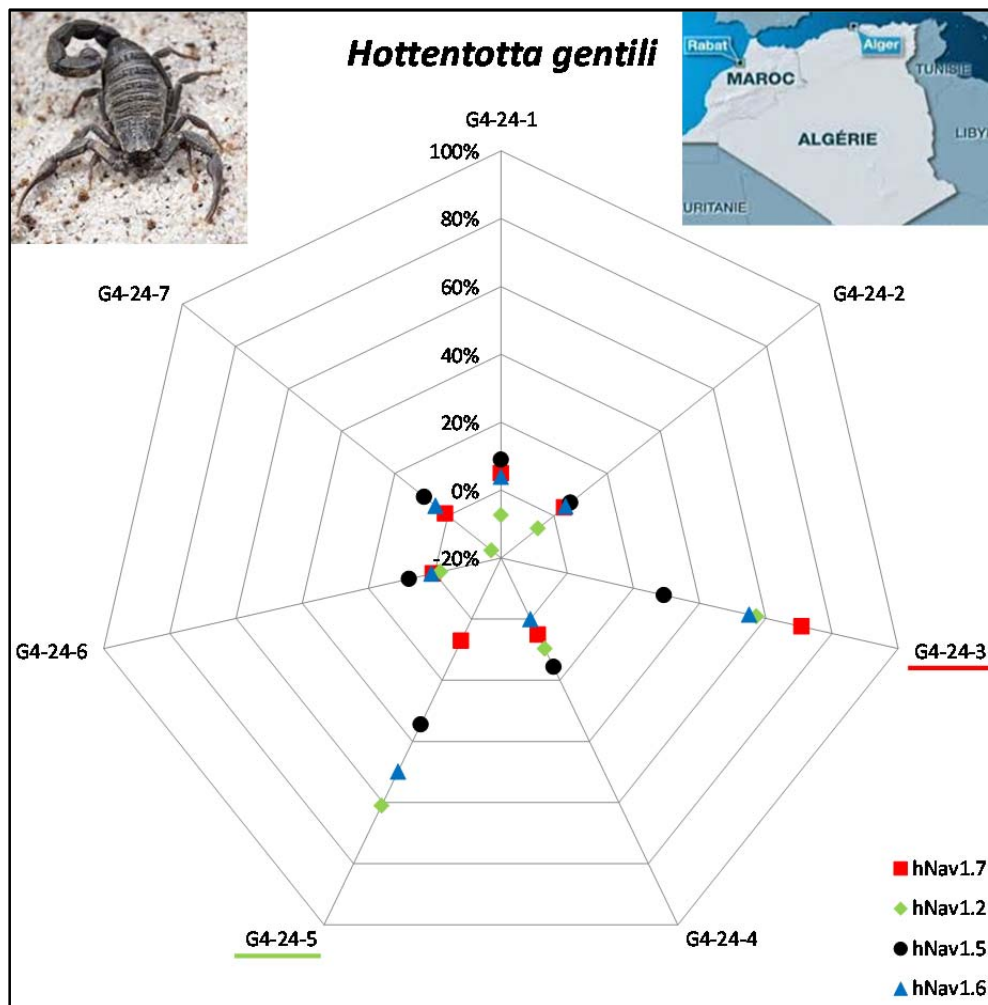 Hottentotta gentili
Rabat
MAROC
Alger
TUNISIE
ALGÉRIE
LIBY
URITANIE
G4-24-1
100%
80%
60%
40%
20%
0%
-20%
G4-24-2
G4-24-3
G4-24-4
G4-24-5
G4-24-6
G4-24-7
hNav1.7
hNav1.2
hNav1.5
hNav1.6